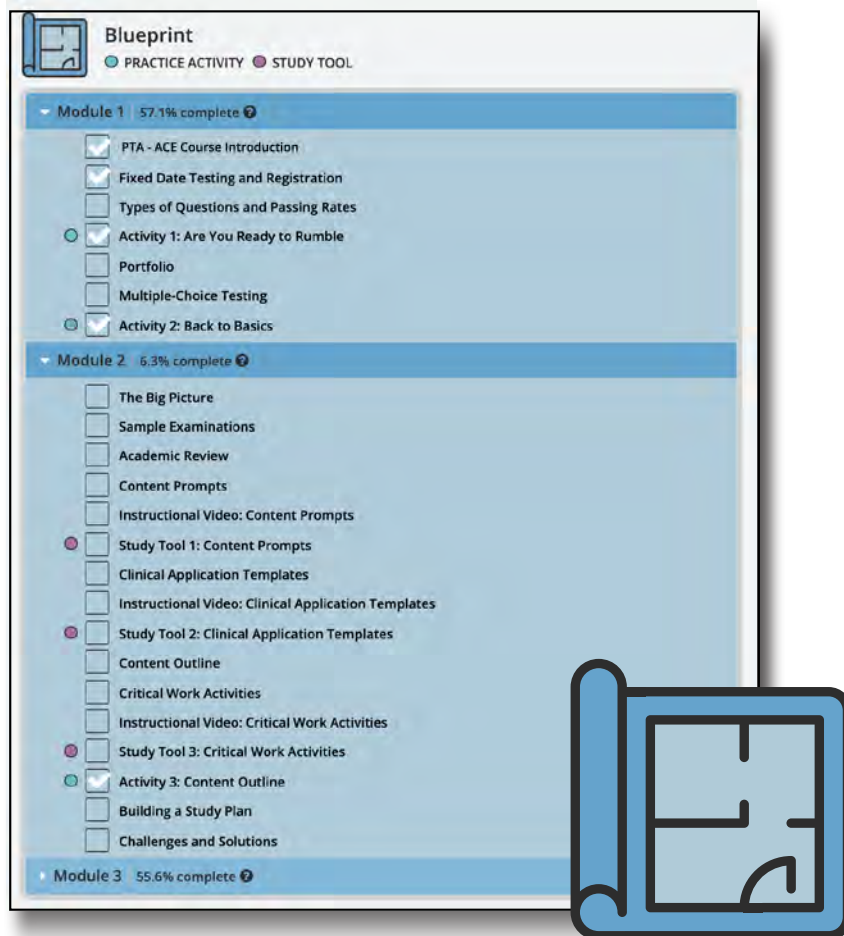 Blueprint
PRACTICE ACTIVITY STUDY TOOL
Module 1 57.1% complete ?
PTA - ACE Course Introduction
Fixed Date Testing and Registration
Types of Questions and Passing Rates
Activity 1: Are You Ready to Rumble
Portfolio
Multiple-Choice Testing
Activity 2: Back to Basics
Module 2 6.3% complete ?
The Big Picture
Sample Examinations
Academic Review
Content Prompts
Instructional Video: Content Prompts
Study Tool 1: Content Prompts
Clinical Application Templates
Instructional Video: Clinical Application Templates
Study Tool 2: Clinical Application Templates
Content Outline
Critical Work Activities
Instructional Video: Critical Work Activities
Study Tool 3: Critical Work Activities
Activity 3: Content Outline
Building a Study Plan
Challenges and Solutions
Module 3 55.6% complete ?